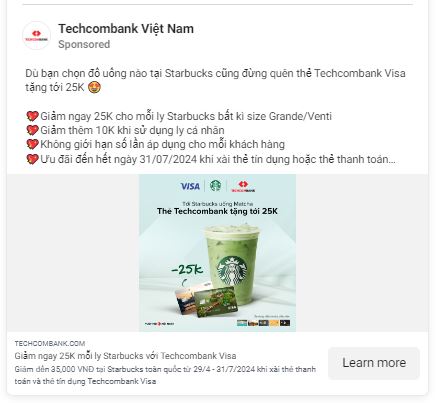 TECHCOMBANK
Techcombank Việt Nam
Sponsored
Dù bạn chọn đồ uống nào tại Starbucks cũng đừng quên thẻ Techcombank Visa
tặng tới 25K 🤩
💝Giảm ngay 25K cho mỗi ly Starbucks bất kì size Grande/Venti
💝Giảm thêm 10K khi sử dụng ly cá nhân
💝Không giới hạn số lần áp dụng cho mỗi khách hàng
💝Ưu đãi đến hết ngày 31/07/2024 khi xài thẻ tín dụng hoặc thẻ thanh toán...
VISA
TECHCOMBANK
Tới Starbucks uống Matcha
Thẻ Techcombank tặng tới 25K
-25K
TECHCOMBANK.COM
Giảm ngay 25K mỗi ly Starbucks với Techcombank Visa
Giảm đến 35,000 VNĐ tại Starbucks toàn quốc từ 29/4 - 31/7/2024 khi xài thẻ thanh
toán và thẻ tín dụng Techcombank Visa
Learn more